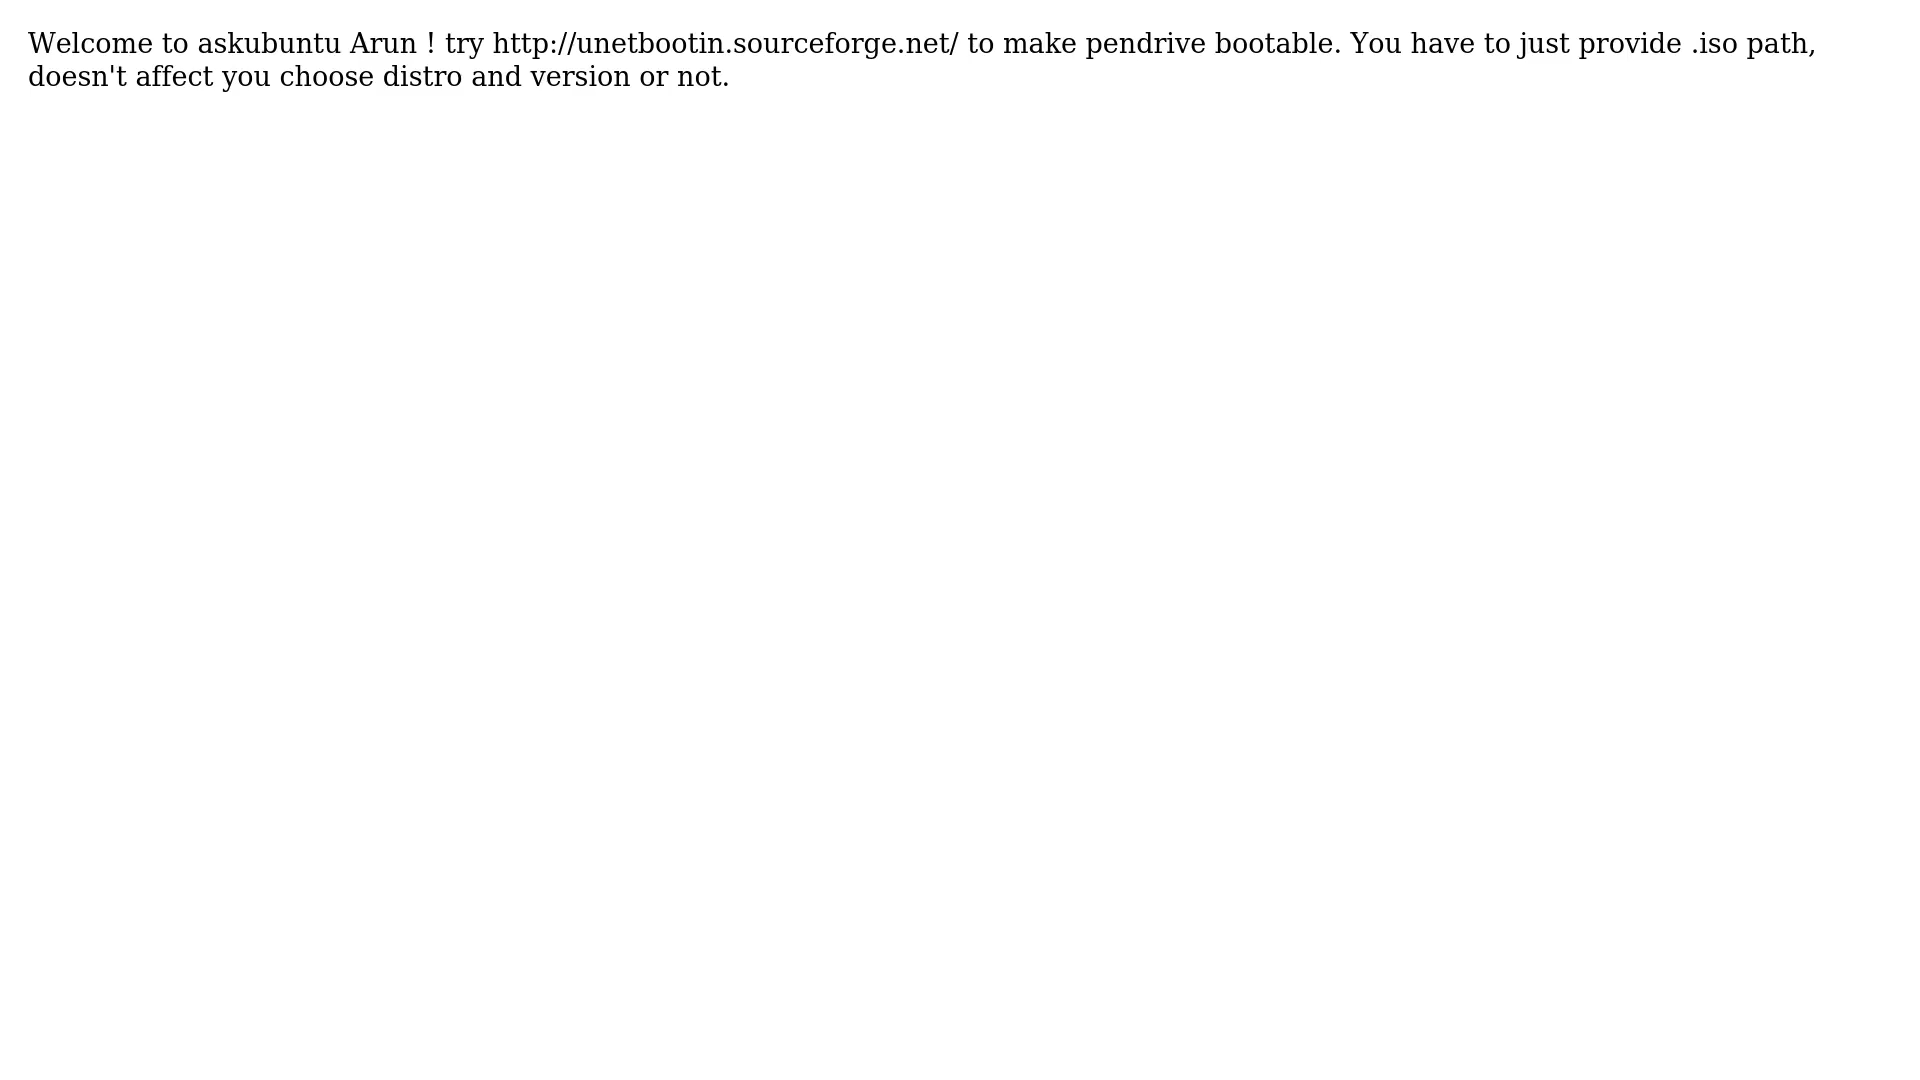 Welcome to askubuntu Arun ! try http://unetbootin.sourceforge.net/ to make pendrive bootable. You have to just provide .iso path,
doesn't affect you choose distro and version or not.